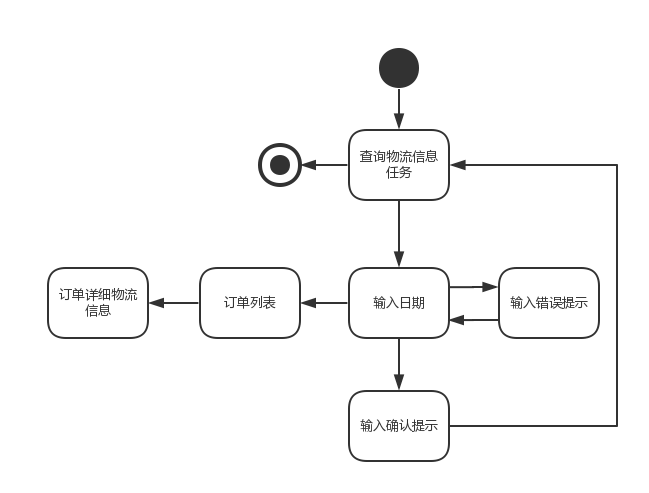 查询物流信息
任务
订单详细物流
信息
订单列表
输入日期
输入错误提示
输入确认提示